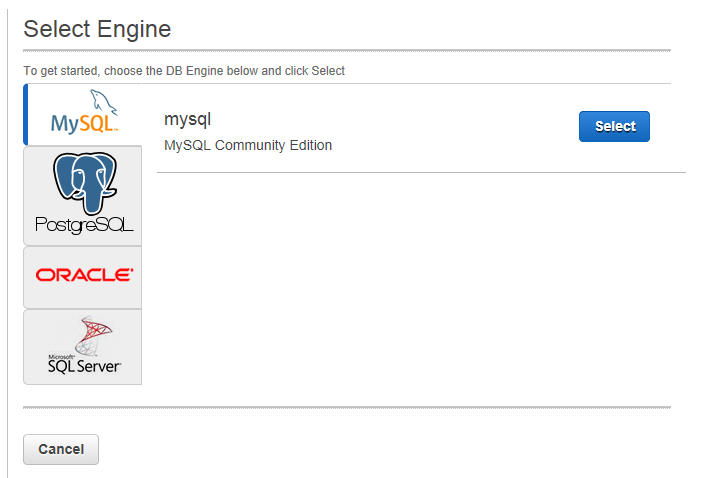 Select Engine
To get started, choose the DB Engine below and click Select
MySQL™
mysql
Select
MySQL Community Edition
PostgreSQL
ORACLE®
Microsoft®
SQL Server®
Cancel